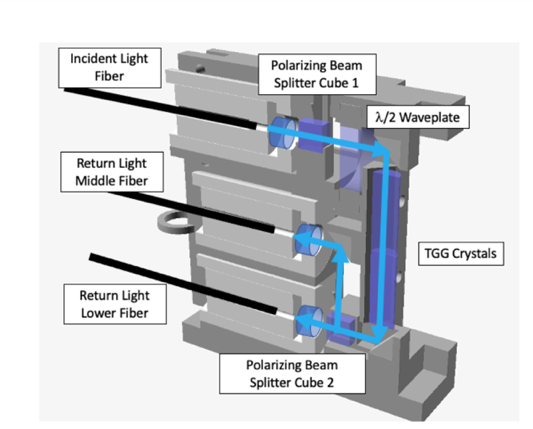 Incident Light
Fiber
Polarizing Beam
Splitter Cube 1
λ/2 Waveplate
Return Light
Middle Fiber
TGG Crystals
Return Light
Lower Fiber
Polarizing Beam
Splitter Cube 2